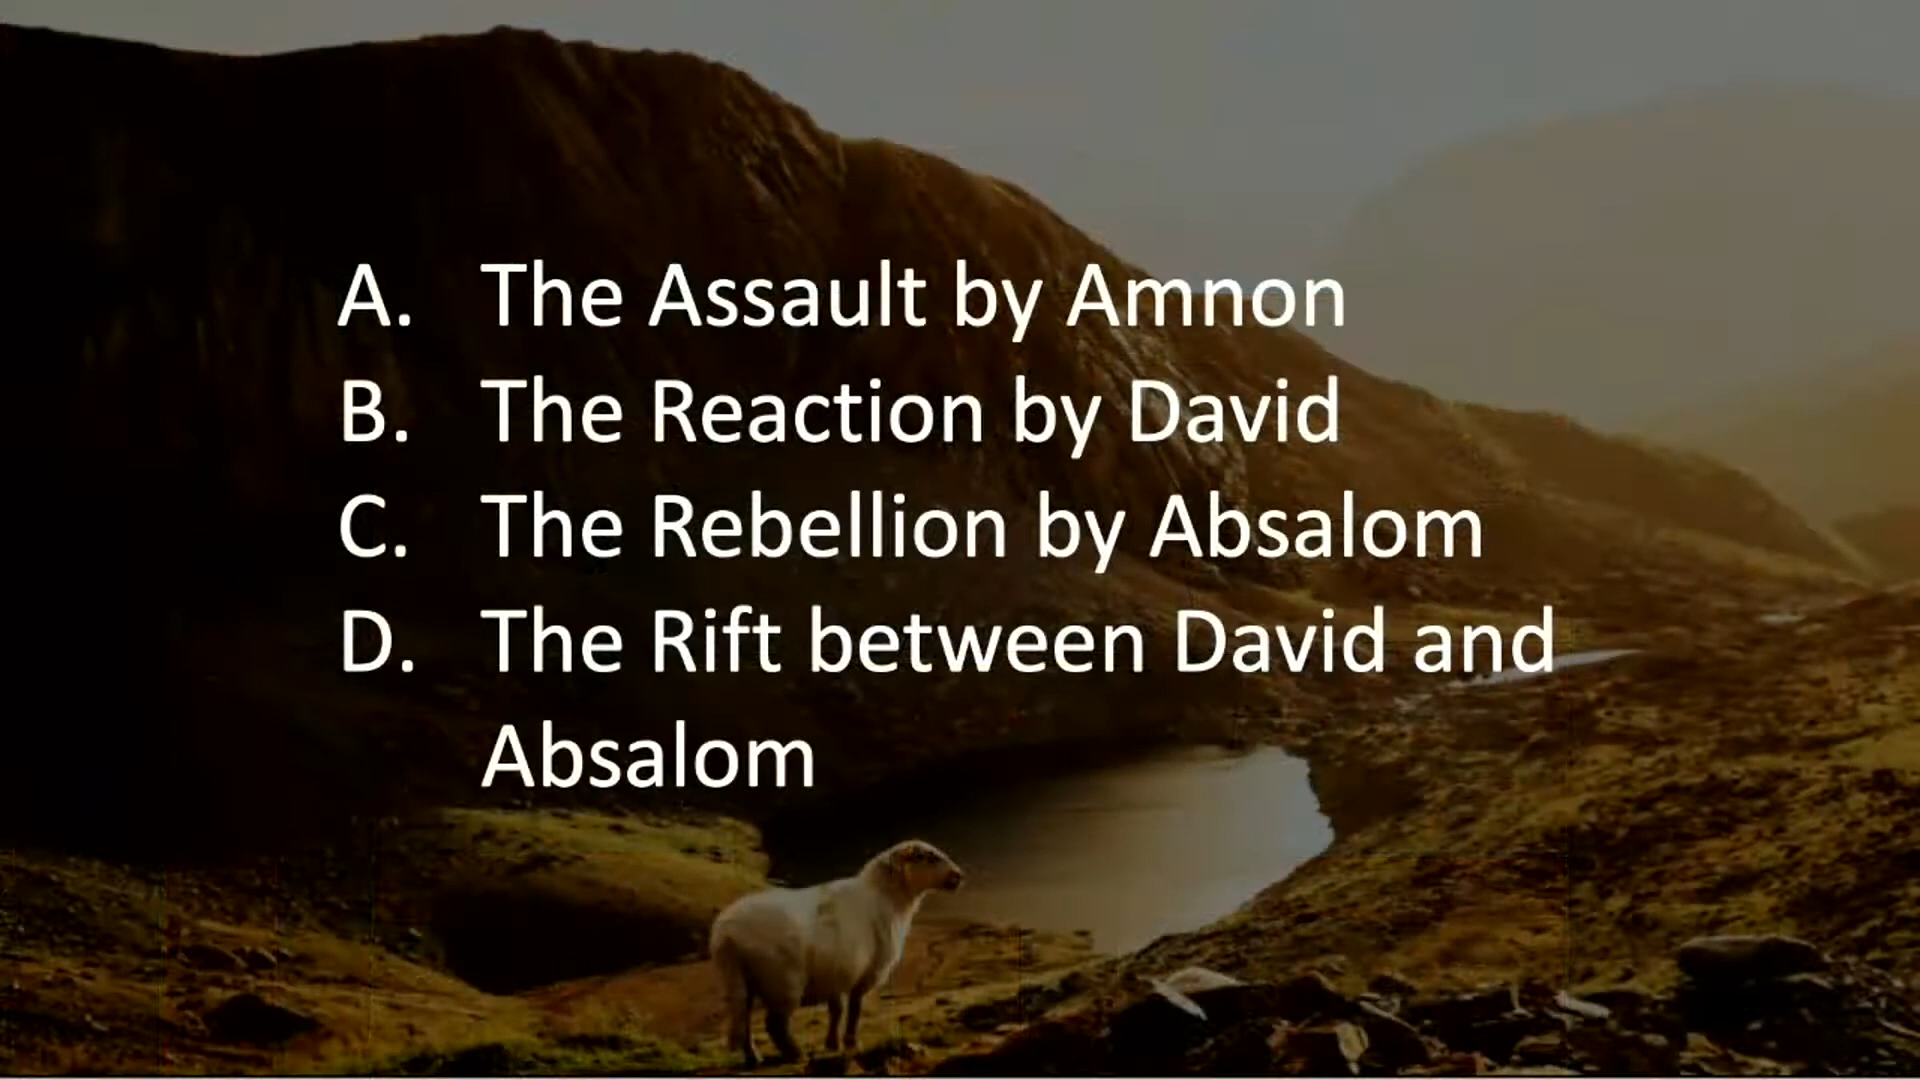 A. The Assault by Amnon
B. The Reaction by David
C. The Rebellion by Absalom
D. The Rift between David and
Absalom